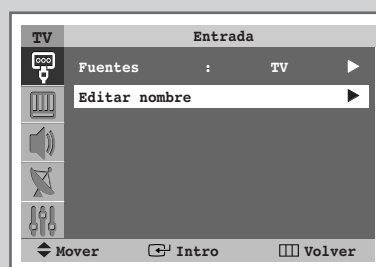 TV Entrada
Fuentes : TV
Editar nombre
Mover Intro Volver